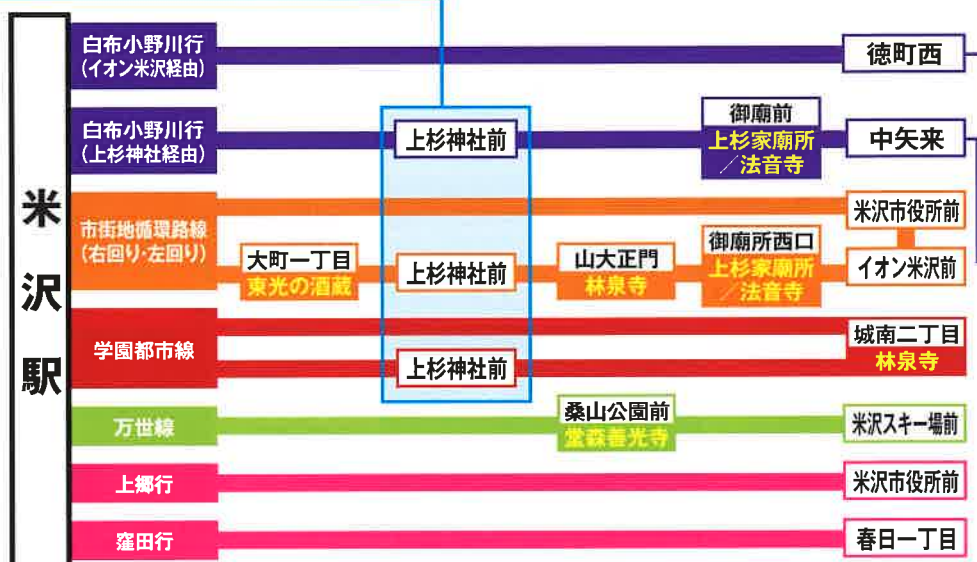 米沢駅
白布小野川行
(イオン米沢経由)
徳町西
白布小野川行
(上杉神社経由)
上杉神社前
御廟前
上杉家廟所
/法音寺
中矢来
市街地循環路線
(右回り·左回り)
米沢市役所前
大町一丁目
東光の酒蔵
上杉神社前
山大正門
林泉寺
御廟所西口
上杉家廟所
/法音寺
イオン米沢前
学園都市線
上杉神社前
城南二丁目
林泉寺
万世線
桑山公園前
堂森善光寺
米沢スキー場前
上郷行
米沢市役所前
窪田行
春日一丁目